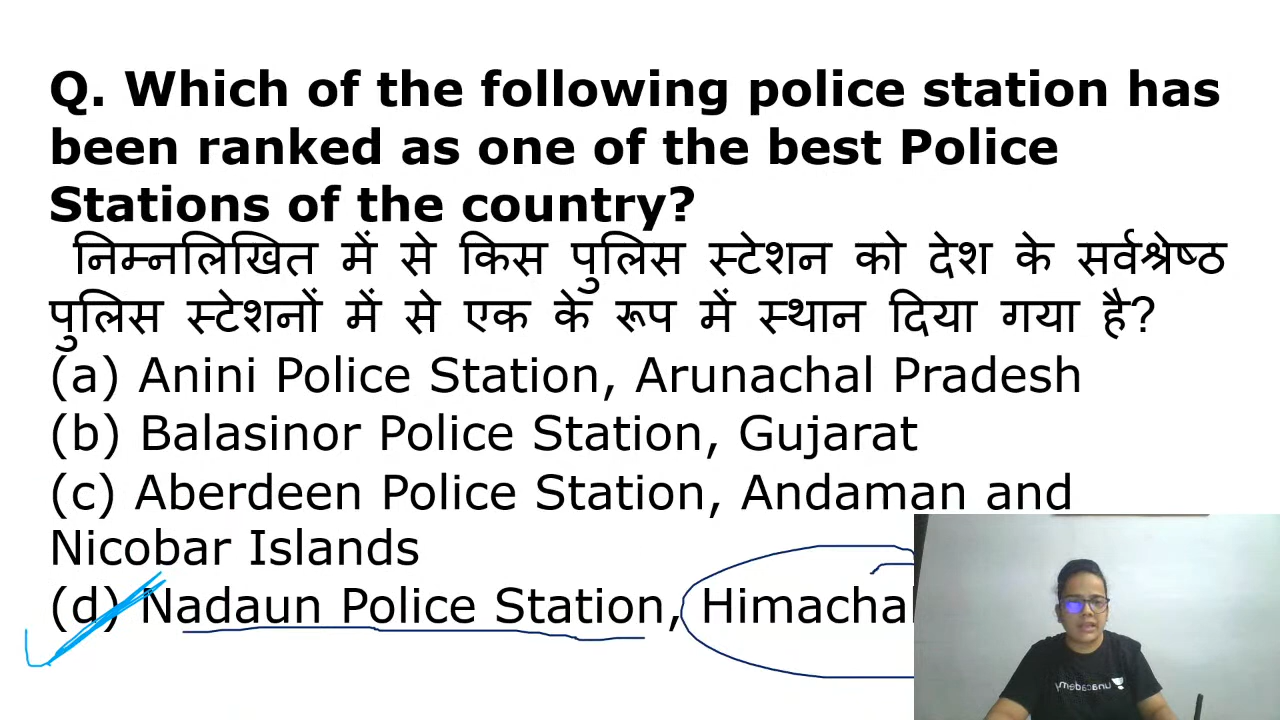 Q. Which of the following police station has
been ranked as one of the best Police
Stations of the country?
निम्नलिखित में से किस पुलिस स्टेशन को देश के सर्वश्रेष्ठ
पुलिस स्टेशनों में से एक के रूप में स्थान दिया गया है?
(a) Anini Police Station, Arunachal Pradesh
(b) Balasinor Police Station, Gujarat
(c) Aberdeen Police Station, Andaman and
Nicobar Islands
(d) Nadaun Police Station, Himachal
unacademy